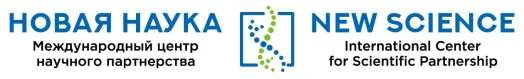 НОВАЯ НАУКА
Международный центр
научного партнерства
NEW SCIENCE
International Center
for Scientific Partnership